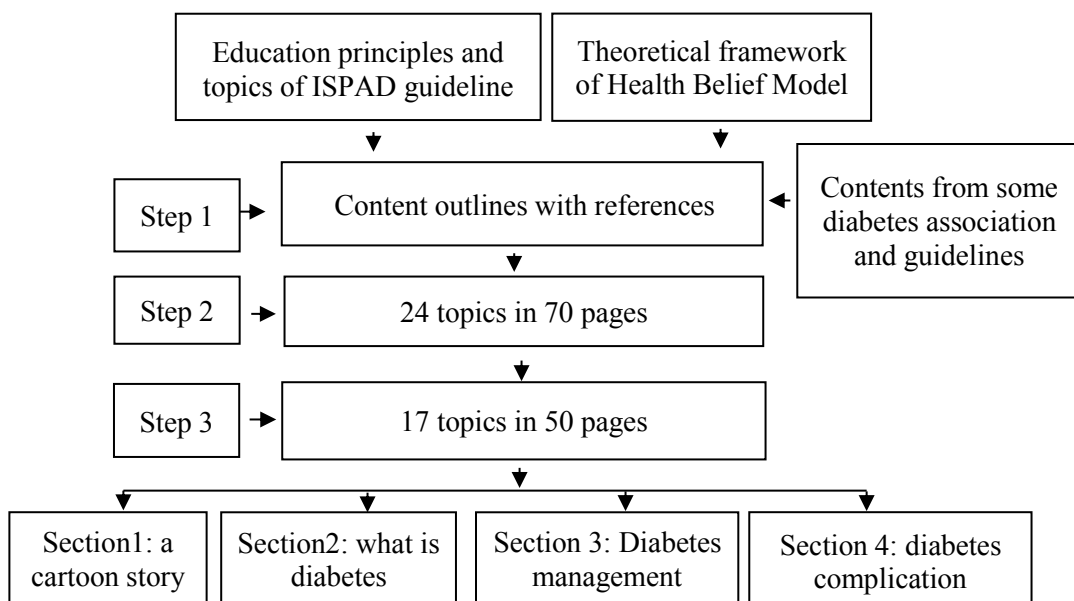 Education principles and
topics of ISPAD guideline
Theoretical framework
of Health Belief Model
Step 1
Content outlines with references
Contents from some
diabetes association
and guidelines
Step 2
24 topics in 70 pages
Step 3
17 topics in 50 pages
Section1: a
cartoon story
Section2: what is
diabetes
Section 3: Diabetes
management
Section 4: diabetes
complication